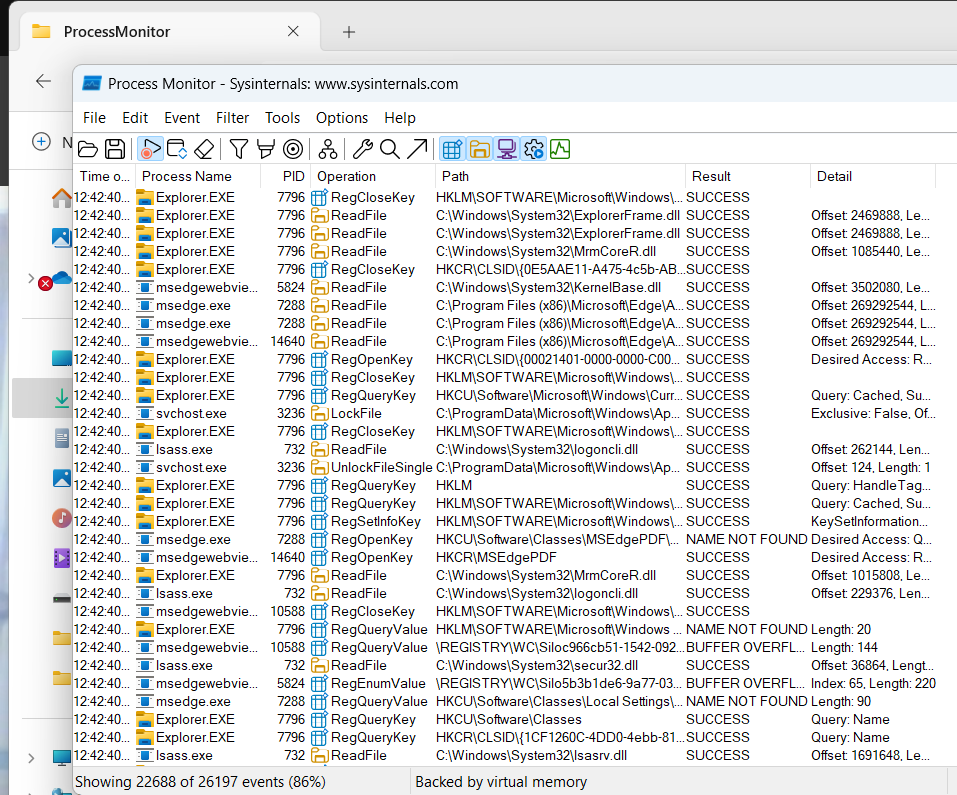 ProcessMonitor
Process Monitor - Sysinternals: www.sysinternals.com
N
File Edit Event Filter Tools Options Help
Time o... Process Name PID Operation Path Result Detail
12:42:40... Explorer.EXE 7796 RegCloseKey HKLM\SOFTWARE\Microsoft\Windows\... SUCCESS
12:42:40... Explorer.EXE 7796 ReadFile C:\Windows\System32\ExplorerFrame.dll SUCCESS Offset: 2469888, Le...
12:42:40... Explorer.EXE 7796 ReadFile C:\Windows\System32\ExplorerFrame.dll SUCCESS Offset: 2469888, Le...
12:42:40... Explorer.EXE 7796 ReadFile C:\Windows\System32\MrmCoreR.dll SUCCESS Offset: 1085440, Le...
12:42:40... Explorer.EXE 7796 RegCloseKey HKCR\CLSID\{0E5AAE11-A475-4c5b-AB... SUCCESS
12:42:40... msedgewebvie... 5824 ReadFile C:\Windows\System32\KernelBase.dll SUCCESS Offset: 3502080, Le...
12:42:40... msedge.exe 7288 ReadFile C:\Program Files (x86)\Microsoft\Edge\A... SUCCESS Offset: 269292544, L...
12:42:40... msedge.exe 7288 ReadFile C:\Program Files (x86)\Microsoft\Edge\A... SUCCESS Offset: 269292544, L...
12:42:40... msedgewebvie... 14640 ReadFile C:\Program Files (x86)\Microsoft\Edge\A... SUCCESS Offset: 269292544, L...
12:42:40... Explorer.EXE 7796 RegOpenKey HKCR\CLSID\{00021401-0000-0000-C00... SUCCESS Desired Access: R...
12:42:40... Explorer.EXE 7796 RegCloseKey HKLM\SOFTWARE\Microsoft\Windows\... SUCCESS
12:42:40... Explorer.EXE 7796 RegQueryKey HKCU\Software\Microsoft\Windows\Curr... SUCCESS Query: Cached, Su...
12:42:40... svchost.exe 3236 LockFile C:\ProgramData\Microsoft\Windows\Ap... SUCCESS Exclusive: False, Of...
12:42:40... Explorer.EXE 7796 RegCloseKey HKLM\SOFTWARE\Microsoft\Windows\... SUCCESS
12:42:40... lsass.exe 732 ReadFile C:\Windows\System32\logoncli.dll SUCCESS Offset: 262144, Len...
12:42:40... svchost.exe 3236 UnlockFileSingle C:\ProgramData\Microsoft\Windows\Ap... SUCCESS Offset: 124, Length: 1
12:42:40... Explorer.EXE 7796 RegQueryKey HKLM SUCCESS Query: HandleTag...
12:42:40... Explorer.EXE 7796 RegQueryKey HKLM\SOFTWARE\Microsoft\Windows\... SUCCESS Query: Cached, Su...
12:42:40... Explorer.EXE 7796 RegSetInfoKey HKLM\SOFTWARE\Microsoft\Windows\... SUCCESS KeySetInformation...
12:42:40... msedge.exe 7288 RegOpenKey HKCU\Software\Classes\MSEdgePDF\... NAME NOT FOUND Desired Access: Q...
12:42:40... msedgewebvie... 14640 RegOpenKey HKCR\MSEdgePDF SUCCESS Desired Access: R...
12:42:40... Explorer.EXE 7796 ReadFile C:\Windows\System32\MrmCoreR.dll SUCCESS Offset: 1015808, Le...
12:42:40... lsass.exe 732 ReadFile C:\Windows\System32\logoncli.dll SUCCESS Offset: 229376, Len...
12:42:40... msedgewebvie... 10588 RegCloseKey HKLM\SOFTWARE\Microsoft\Windows\... SUCCESS
12:42:40... Explorer.EXE 7796 RegQueryValue HKLM\SOFTWARE\Microsoft\Windows ... NAME NOT FOUND Length: 20
12:42:40... msedgewebvie... 10588 RegQueryValue \REGISTRY\WC\Siloc966cb51-1542-092... BUFFER OVERFL... Length: 144
12:42:40... lsass.exe 732 ReadFile C:\Windows\System32\secur32.dll SUCCESS Offset: 36864, Lengt...
12:42:40... msedgewebvie... 5824 RegEnumValue \REGISTRY\WC\Silo5b3b1de6-9a77-03... BUFFER OVERFL... Index: 65, Length: 220
12:42:40... msedge.exe 7288 RegQueryValue HKCU\Software\Classes\Local Settings\... NAME NOT FOUND Length: 90
12:42:40... Explorer.EXE 7796 RegQueryKey HKCU\Software\Classes SUCCESS Query: Name
12:42:40... Explorer.EXE 7796 RegQueryKey HKCR\CLSID\{1CF1260C-4DD0-4ebb-81... SUCCESS Query: Name
12:42:40... lsass.exe 732 ReadFile C:\Windows\System32\lsasrv.dll SUCCESS Offset: 1691648, Le...
Showing 22688 of 26197 events (86%) Backed by virtual memory